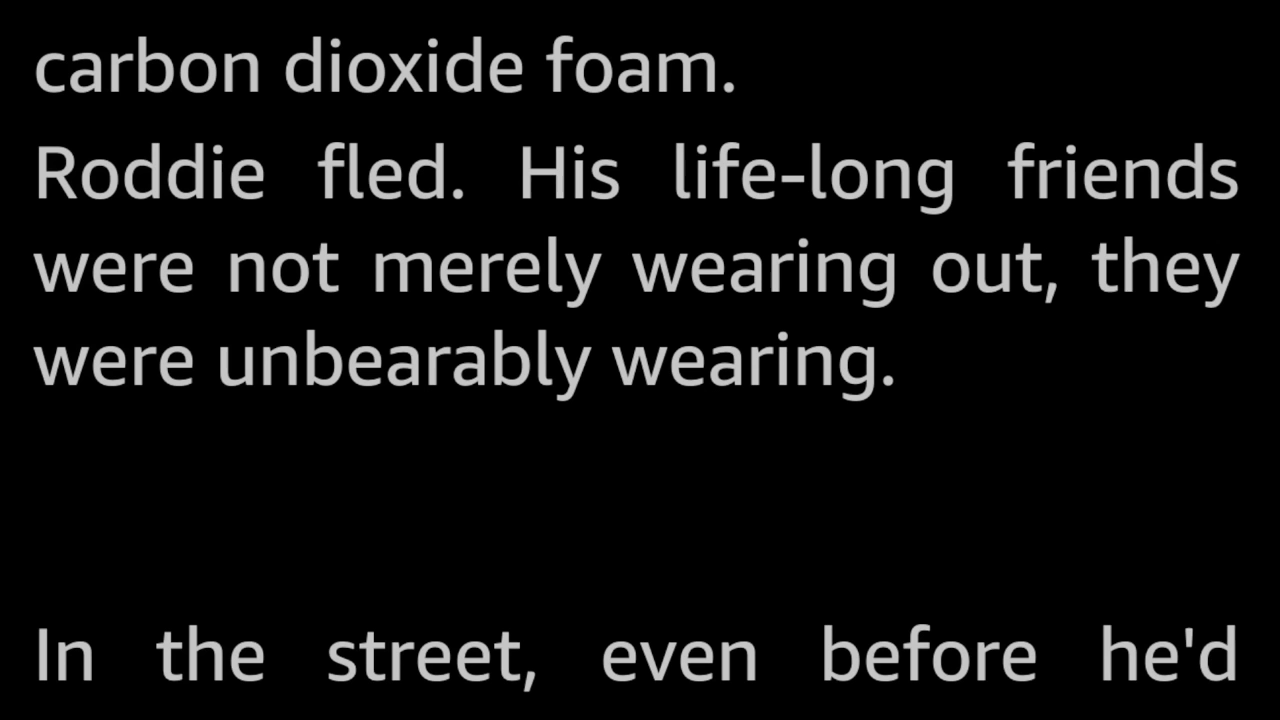 carbon dioxide foam.
Roddie fled. His life-long friends
were not merely wearing out, they
were unbearably wearing.
In the street, even before he'd